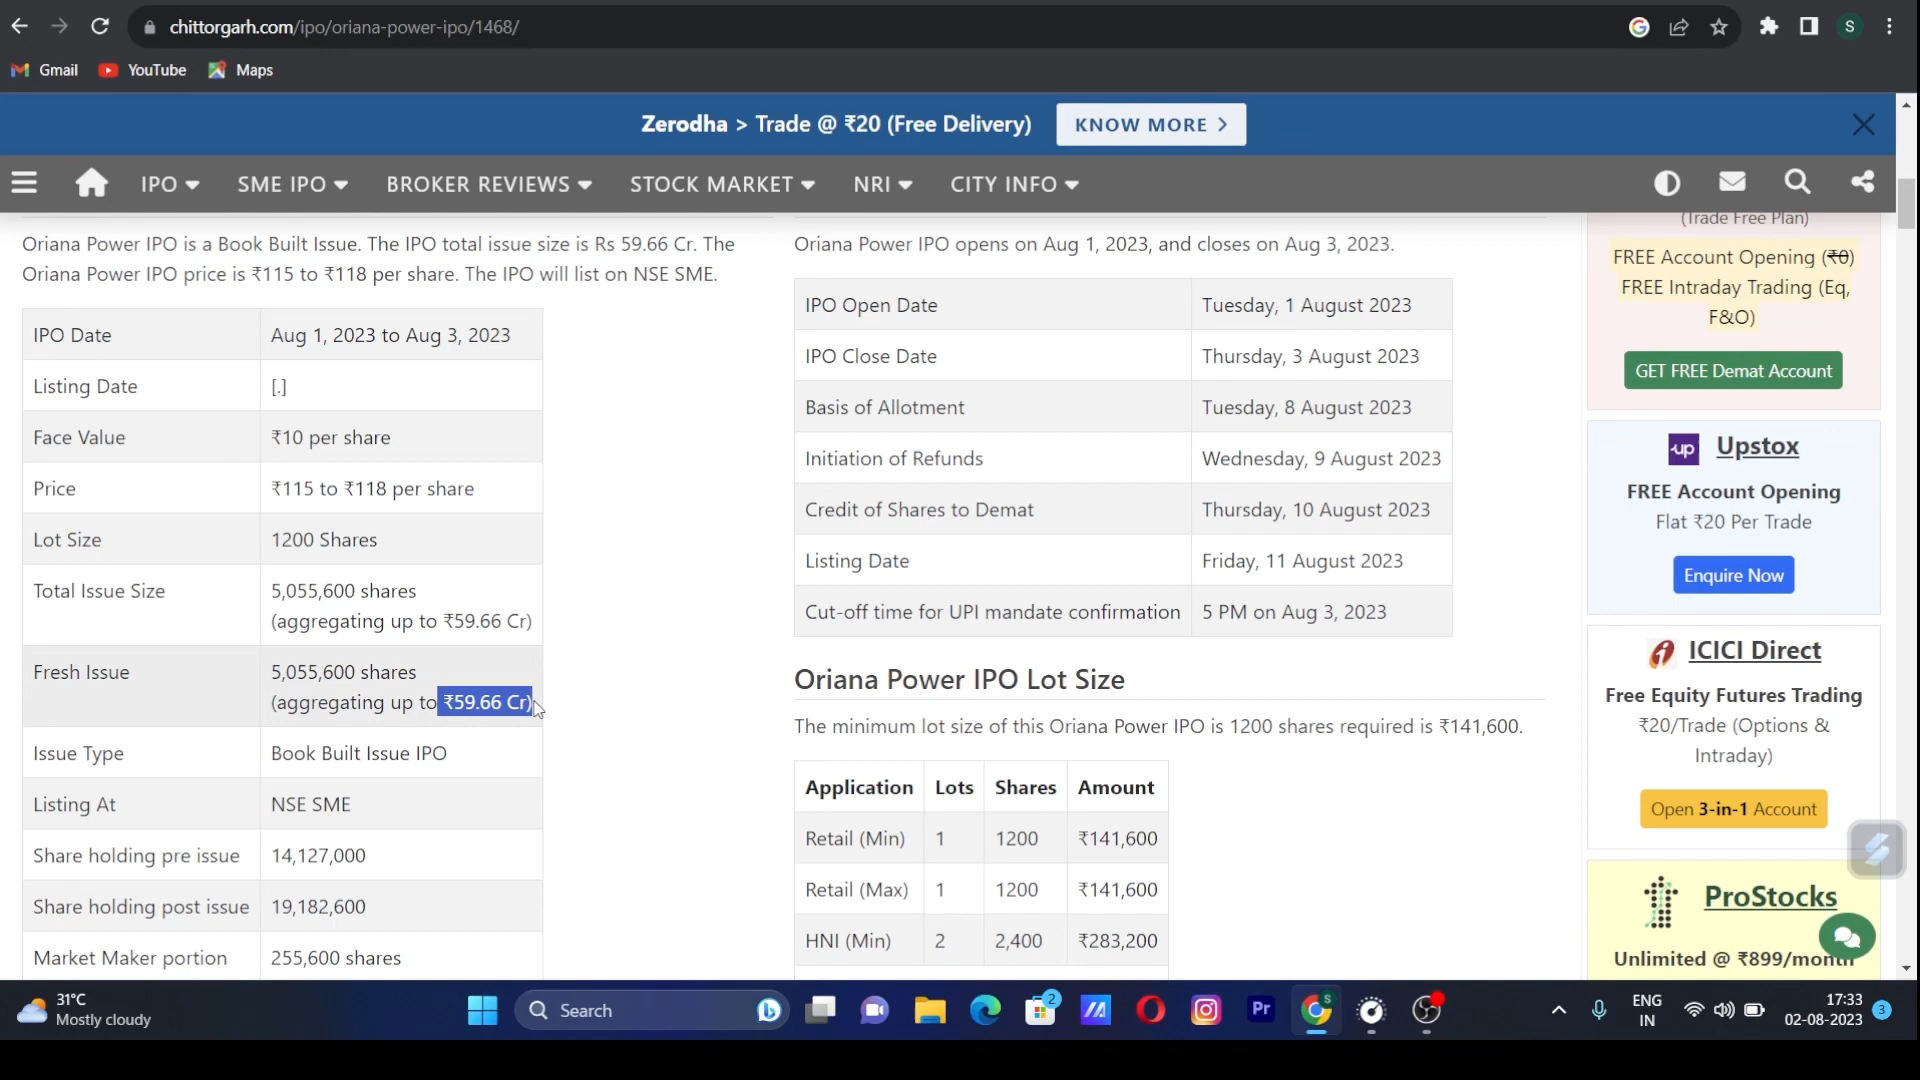 chittorgarh.com/ipo/oriana-power-ipo/1468/
G
S
Gmail
YouTube
Maps
Zerodha > Trade @ ₹20 (Free Delivery)
KNOW MORE >
IPO
SME IPO
BROKER REVIEWS
STOCK MARKET
NRI
CITY INFO
Oriana Power IPO is a Book Built Issue. The IPO total issue size is Rs 59.66 Cr. The
Oriana Power IPO price is ₹115 to ₹118 per share. The IPO will list on NSE SME.
IPO Date Aug 1, 2023 to Aug 3, 2023
Listing Date [.]
Face Value ₹10 per share
Price ₹115 to ₹118 per share
Lot Size 1200 Shares
Total Issue Size 5,055,600 shares
(aggregating up to ₹59.66 Cr)
Fresh Issue 5,055,600 shares
(aggregating up to ₹59.66 Cr)
Issue Type Book Built Issue IPO
Listing At NSE SME
Share holding pre issue 14,127,000
Share holding post issue 19,182,600
Market Maker portion 255,600 shares
Oriana Power IPO opens on Aug 1, 2023, and closes on Aug 3, 2023.
IPO Open Date Tuesday, 1 August 2023
IPO Close Date Thursday, 3 August 2023
Basis of Allotment Tuesday, 8 August 2023
Initiation of Refunds Wednesday, 9 August 2023
Credit of Shares to Demat Thursday, 10 August 2023
Listing Date Friday, 11 August 2023
Cut-off time for UPI mandate confirmation 5 PM on Aug 3, 2023
Oriana Power IPO Lot Size
The minimum lot size of this Oriana Power IPO is 1200 shares required is ₹141,600.
Application Lots Shares Amount
Retail (Min) 1 1200 ₹141,600
Retail (Max) 1 1200 ₹141,600
HNI (Min) 2 2,400 ₹283,200
(Trade Free Plan)
FREE Account Opening (₹0)
FREE Intraday Trading (Eq,
F&O)
GET FREE Demat Account
up
Upstox
FREE Account Opening
Flat ₹20 Per Trade
Enquire Now
ICICI Direct
Free Equity Futures Trading
₹20/Trade (Options &
Intraday)
Open 3-in-1 Account
ProStocks
Unlimited @ ₹899/month
31°C
Mostly cloudy
Search
2
Pr
S
ENG
IN
17:33
02-08-2023
3